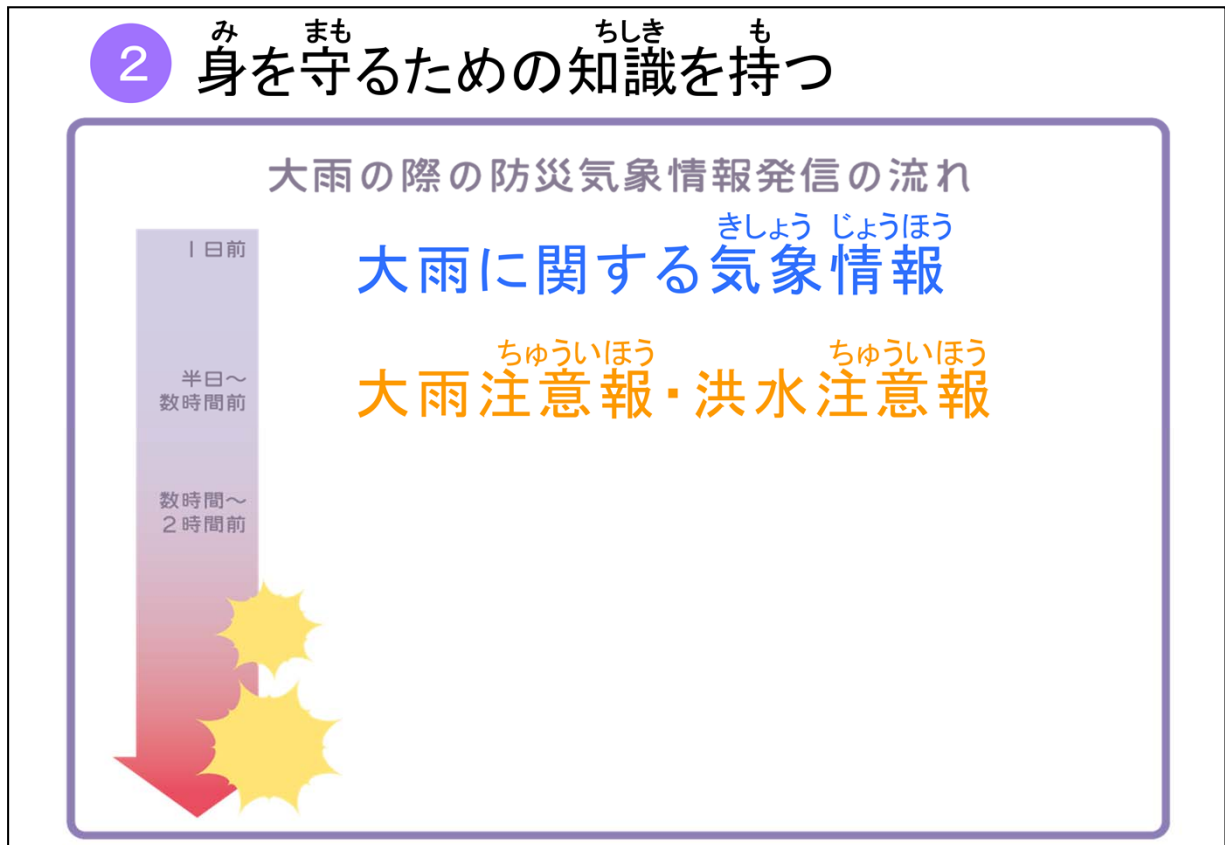 2 身を守るための知識を持つ
み まも ちしき も
大雨の際の防災気象情報発信の流れ
1日前
きしょう じょうほう
大雨に関する気象情報
半日〜
数時間前
ちゅういほう ちゅういほう
大雨注意報・洪水注意報
数時間〜
2時間前